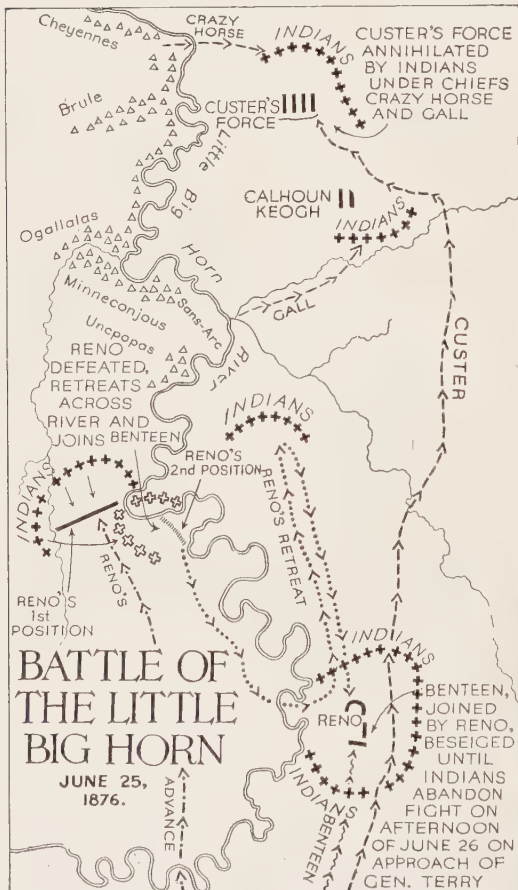 Cheyennes
CRAZY
HORSE
INDIANS
CUSTER'S FORCE
ANNIHILATED
BY INDIANS
UNDER CHIEFS
CRAZY HORSE
AND GALL
Brule
CUSTER'S
FORCE
Little
Big
Horn
River
CALHOUN
KEOGH
INDIANS
Ogallalas
Minneconjous
Sans-Arc
Uncpopas
GALL
CUSTER
RENO
DEFEATED,
RETREATS
ACROSS
RIVER AND
JOINS BENTEEN
INDIANS
RENO'S
2nd POSITION
INDIANS
RENO'S
RENO'S RETREAT
RENO'S
1st
POSITION
INDIANS
BATTLE OF
THE LITTLE
BIG HORN
JUNE 25,
1876.
ADVANCE
RENO
BENTEEN,
JOINED
BY RENO,
BESEIGED
UNTIL
INDIANS
ABANDON
FIGHT ON
AFTERNOON
OF JUNE 26 ON
APPROACH OF
GEN. TERRY
INDIANS
BENTEEN